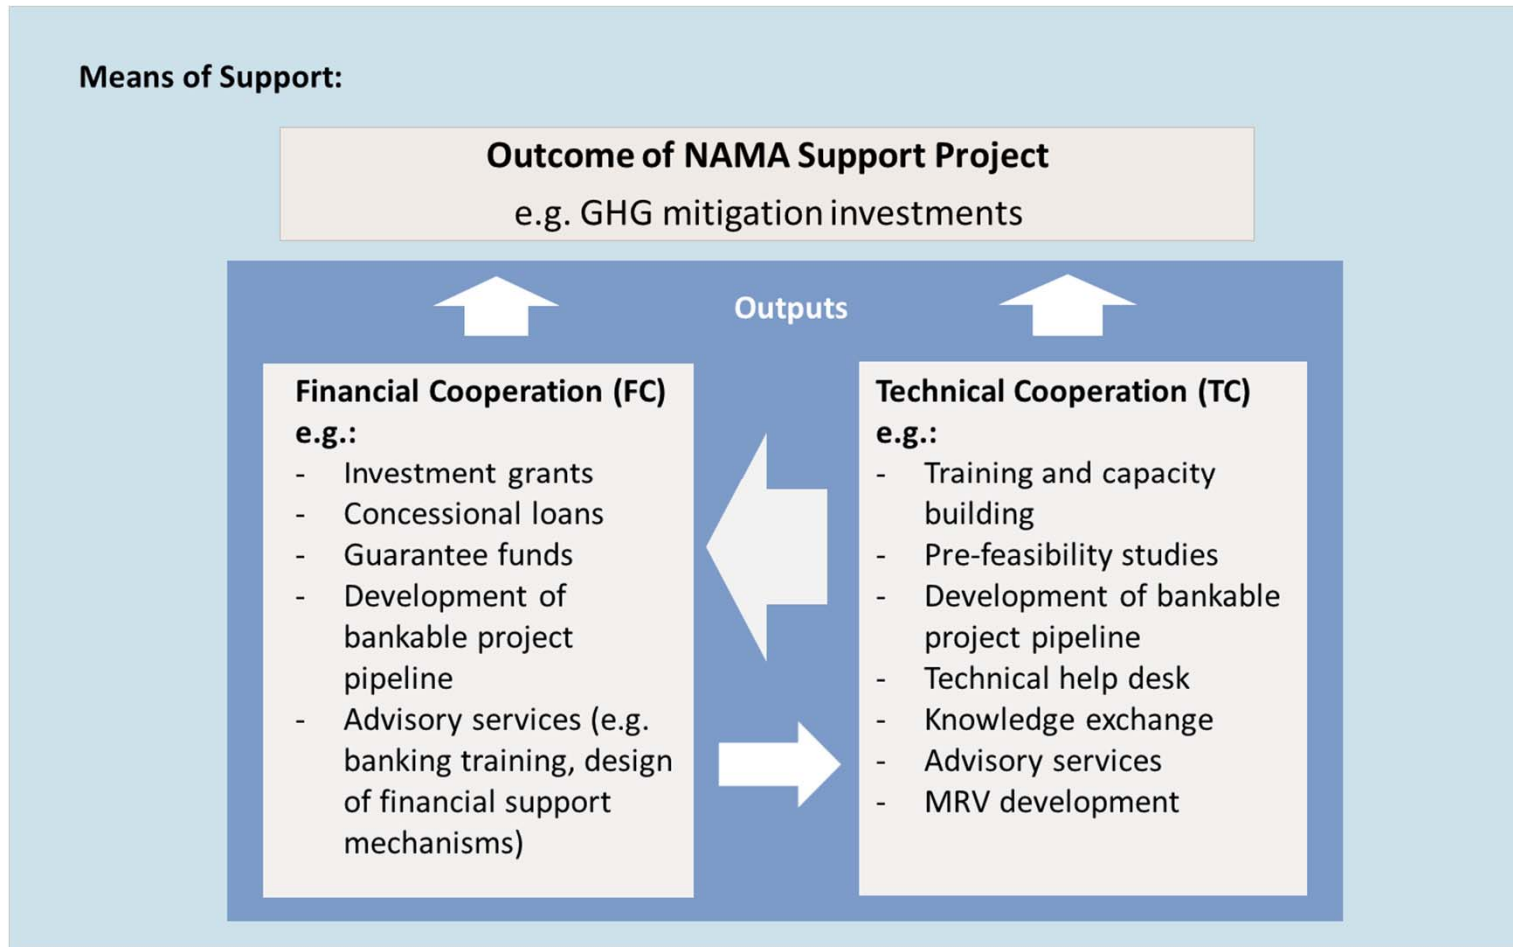 Means of Support:
Outcome of NAMA Support Project
e.g. GHG mitigation investments
Outputs
Financial Cooperation (FC)
e.g.:
- Investment grants
- Concessional loans
- Guarantee funds
- Development of
bankable project
pipeline
- Advisory services (e.g.
banking training, design
of financial support
mechanisms)
Technical Cooperation (TC)
e.g.:
- Training and capacity
building
- Pre-feasibility studies
- Development of bankable
project pipeline
- Technical help desk
- Knowledge exchange
- Advisory services
- MRV development